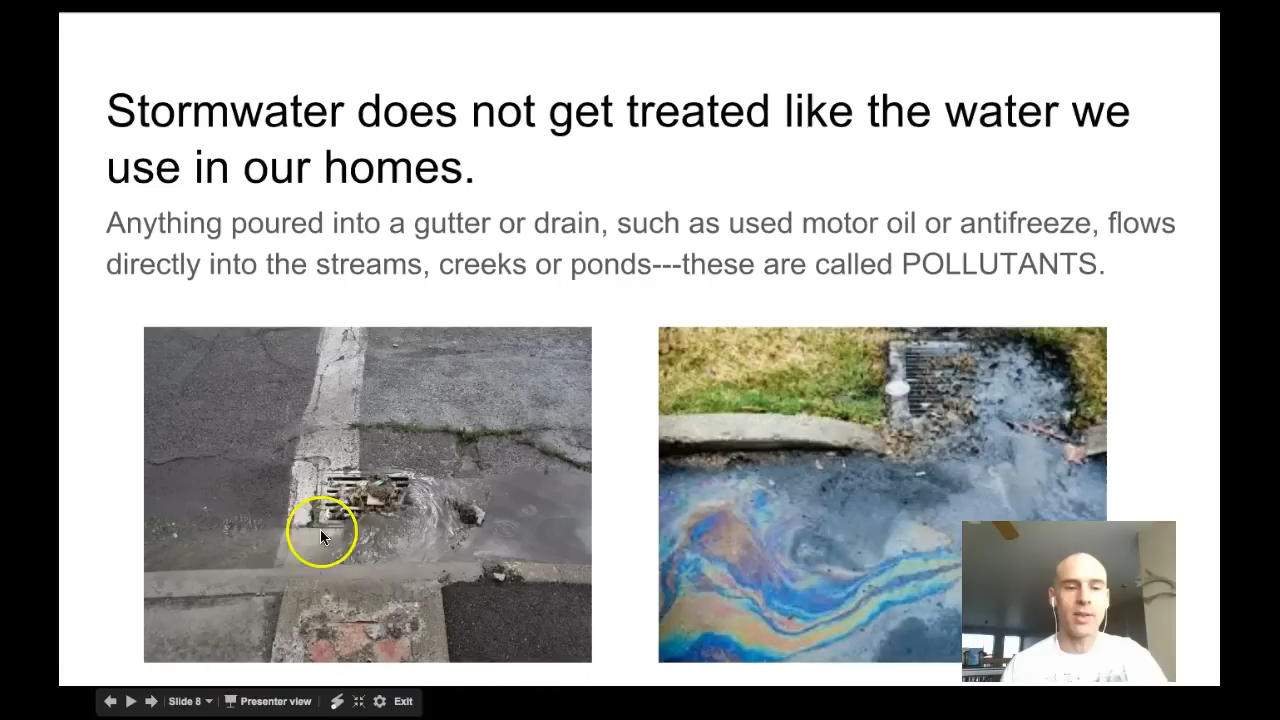 Stormwater does not get treated like the water we
use in our homes.
Anything poured into a gutter or drain, such as used motor oil or antifreeze, flows
directly into the streams, creeks or ponds---these are called POLLUTANTS.
Slide 8 Presenter view Exit